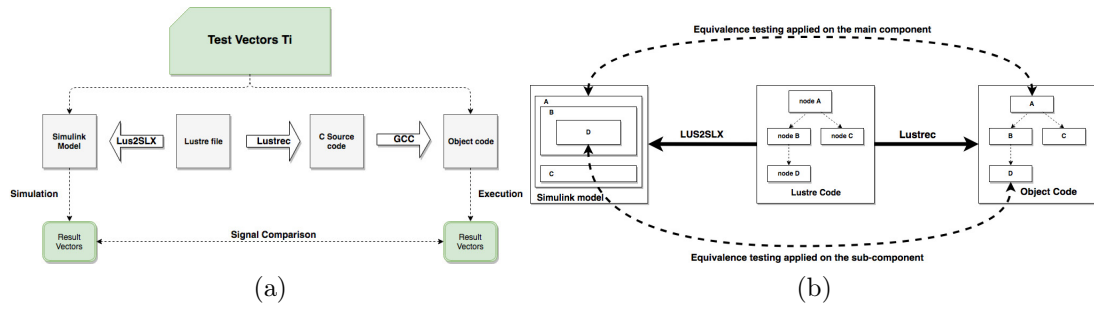 Test Vectors Ti
Simulink
Model
Lus2SLX
Lustre file
Lustrec
C Source
code
GCC
Object code
Simulation
Execution
Result
Vectors
Signal Comparison
Result
Vectors
(a)
Equivalence testing applied on the main component
A
B
D
C
Simulink model
LUS2SLX
node A
node B
node C
node D
Lustre Code
Lustrec
A
B
C
D
Object Code
Equivalence testing applied on the sub-component
(b)